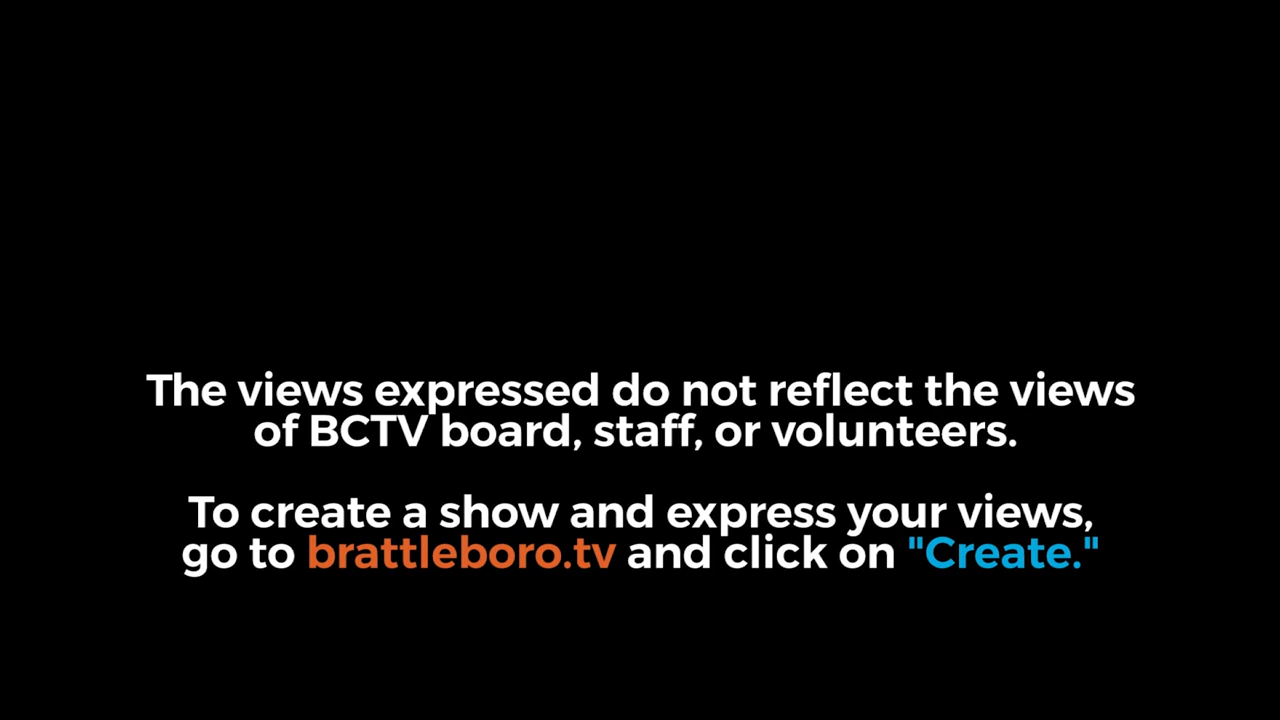 The views expressed do not reflect the views
of BCTV board, staff, or volunteers.
To create a show and express your views,
go to brattleboro.tv and click on "Create."